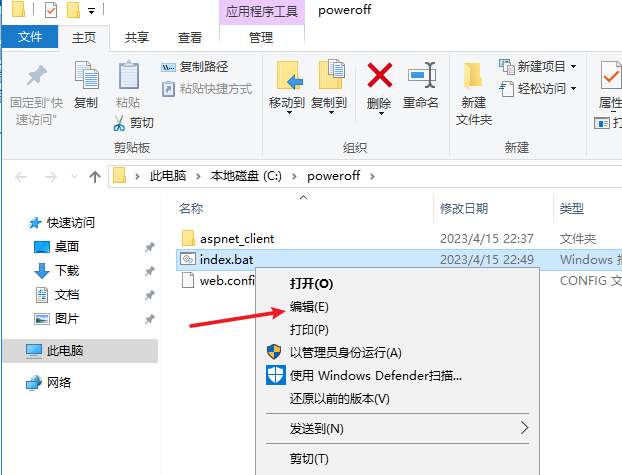 应用程序工具 poweroff
文件 主页 共享 查看 管理
固定到“快速访问”
复制
粘贴
复制路径
粘贴快捷方式
剪切
移动到 复制到 删除 重命名
新建文件夹
新建项目
轻松访问
属性
打
剪贴板 组织 新建
此电脑 本地磁盘 (C:) poweroff
名称 修改日期 类型
快速访问
桌面
下载
文档
图片
此电脑
网络
aspnet_client 2023/4/15 22:37 文件夹
index.bat 2023/4/15 22:49 Windows
web.confi CONFIG 文
打开(O)
编辑(E)
打印(P)
以管理员身份运行(A)
使用 Windows Defender扫描...
还原以前的版本(V)
发送到(N)
剪切(T)